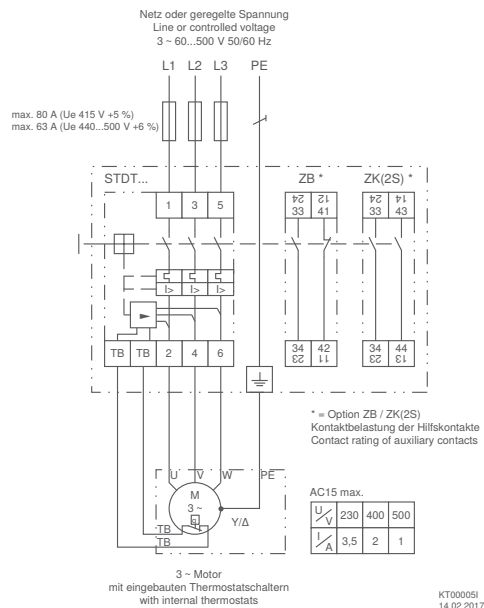 Netz oder geregelte Spannung
Line or controlled voltage
3 ~ 60...500 V 50/60 Hz
L1 L2 L3 PE
max. 80 A (Ue 415 V +5 %)
max. 63 A (Ue 440...500 V +6 %)
STDT... ZB * ZK(2S) *
24 12 24 14
1 3 5 33 41 33 43
I> I> I>
TB TB 2 4 6 34 42 34 44
23 11 23 13
* = Option ZB / ZK(2S)
Kontaktbelastung der Hilfskontakte
Contact rating of auxiliary contacts
U V W PE
M
3 ~
Y/Δ
TB
TB
AC15 max.
U/V 230 400 500
I/A 3,5 2 1
3 ~ Motor
mit eingebauten Thermostatschaltern
with internal thermostats
KT00005I
14.02.2017